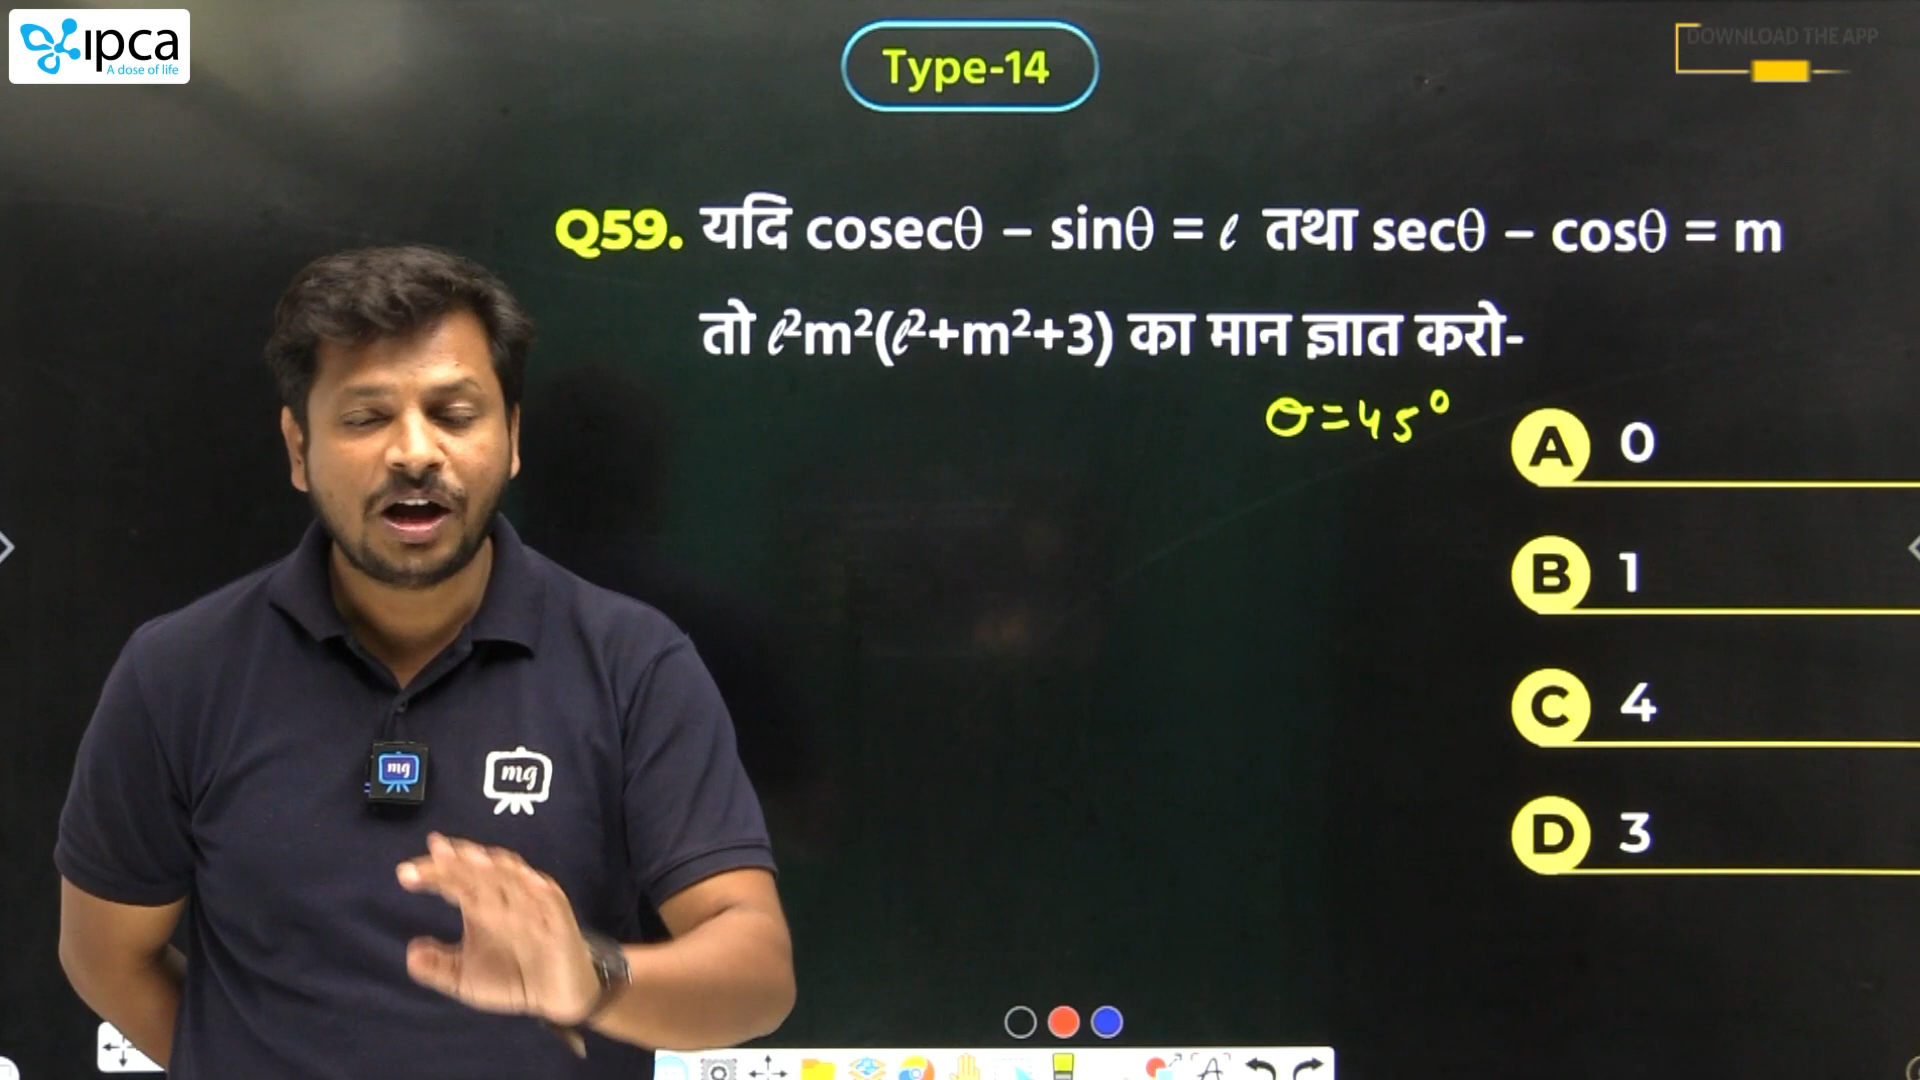 ipca
A dose of life
DOWNLOAD THE APP
Type-14
Q59. यदि cosecθ – sinθ = ℓ तथा secθ – cosθ = m
तो ℓ²m²(ℓ²+m²+3) का मान ज्ञात करो-
θ=45°
A 0
B 1
C 4
D 3
mg
mg